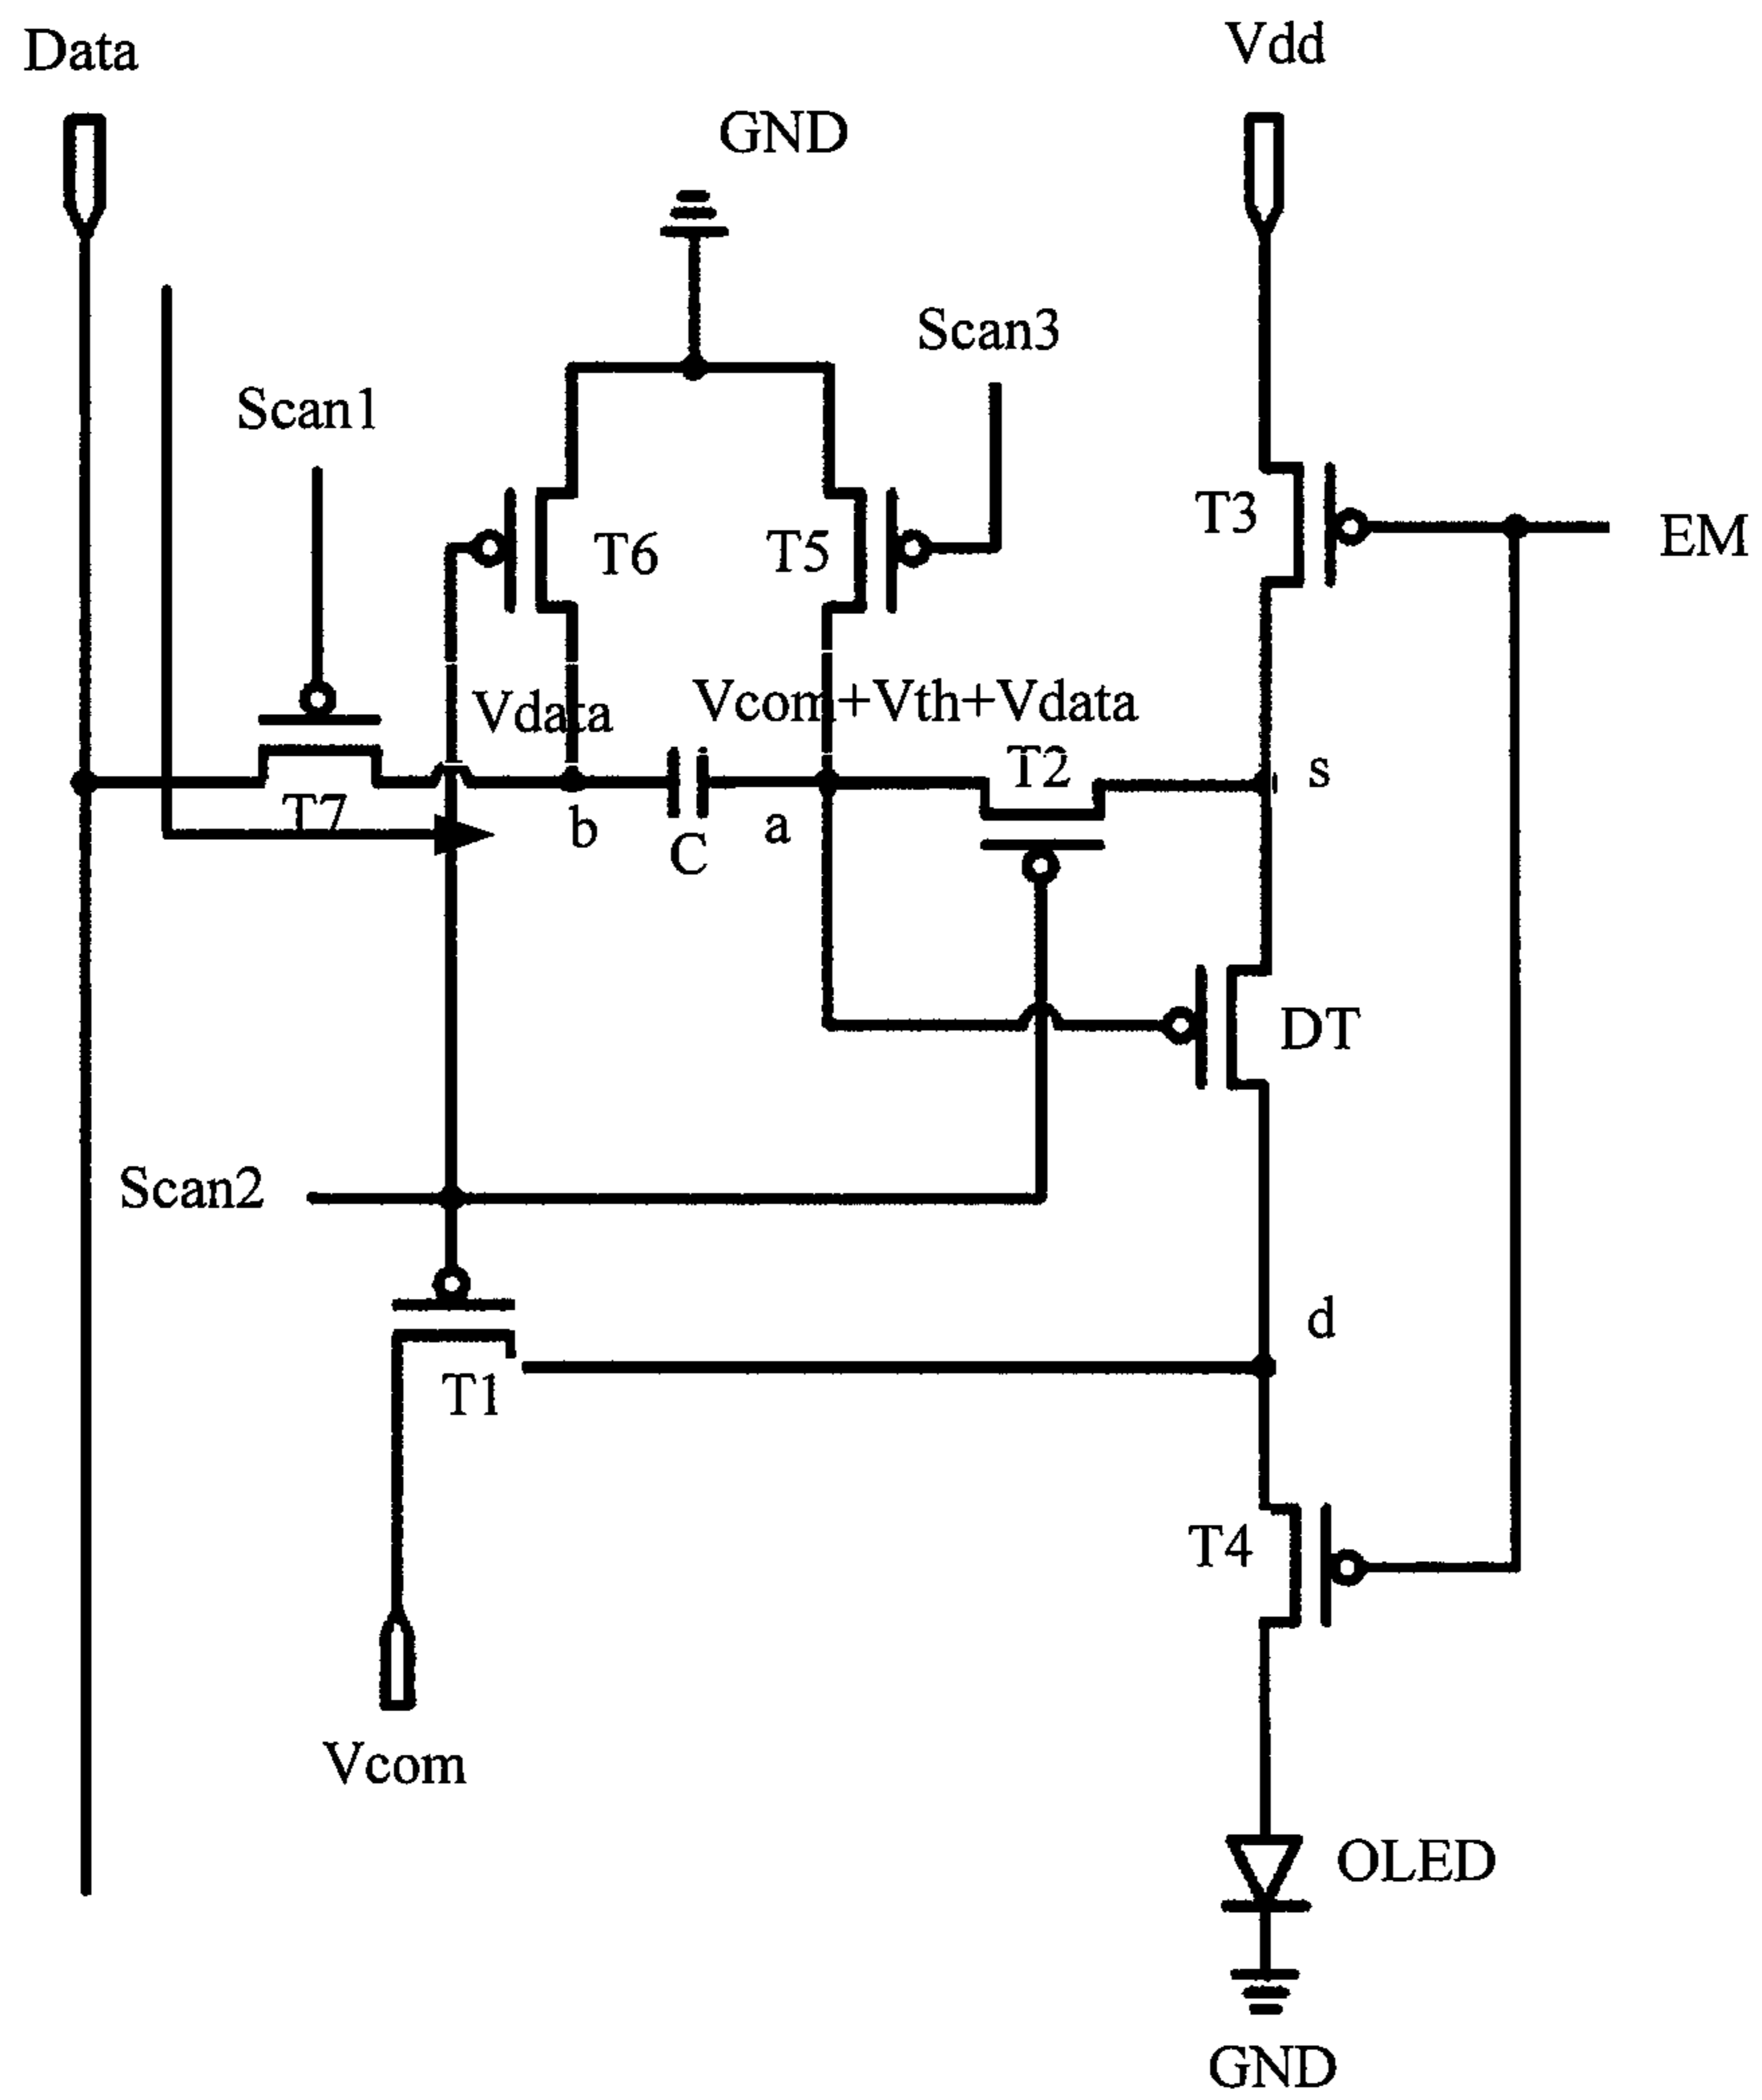 Data
Vdd
GND
Scan3
Scan1
T3
EM
T6
T5
Vdata
Vcom+Vth+Vdata
T2
s
T7
b
a
C
DT
Scan2
d
T1
T4
Vcom
OLED
GND